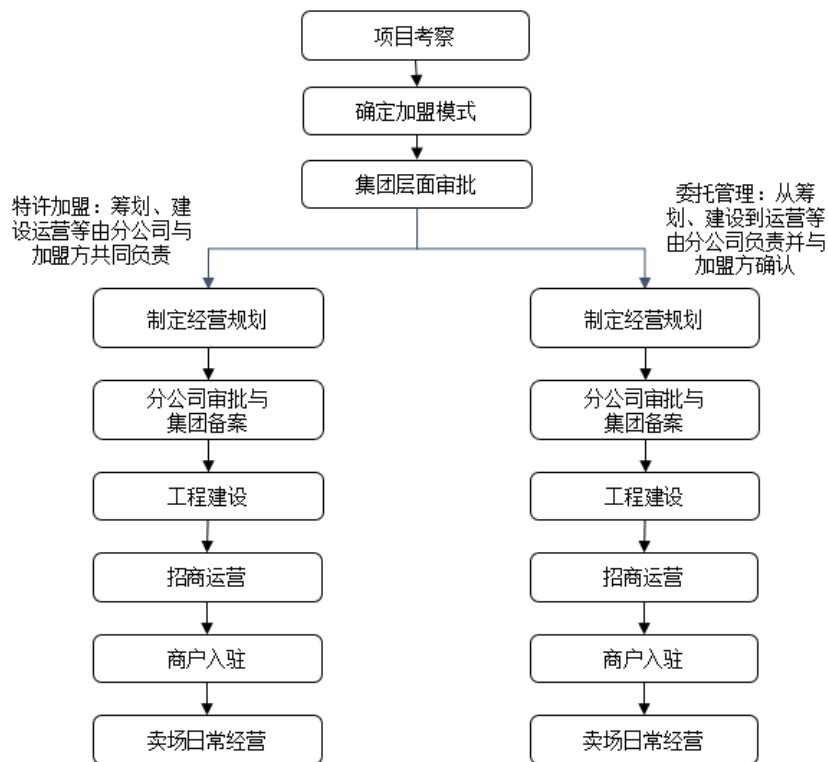 项目考察
确定加盟模式
集团层面审批
特许加盟：筹划、建
设运营等由分公司与
加盟方共同负责
委托管理：从筹
划、建设到运营等
由分公司负责并与
加盟方确认
制定经营规划
制定经营规划
分公司审批与
集团备案
分公司审批与
集团备案
工程建设
工程建设
招商运营
招商运营
商户入驻
商户入驻
卖场日常经营
卖场日常经营